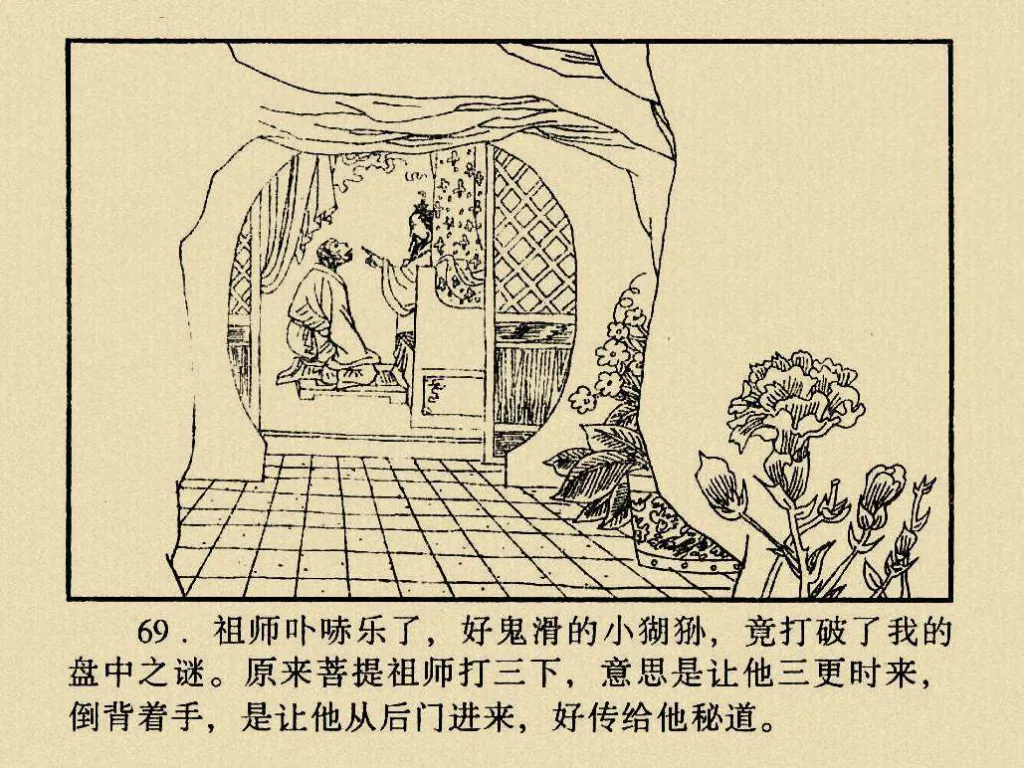 69．祖师卟哧乐了，好鬼滑的小猢狲，竟打破了我的
盘中之谜。原来菩提祖师打三下，意思是让他三更时来，
倒背着手，是让他从后门进来，好传给他秘道。